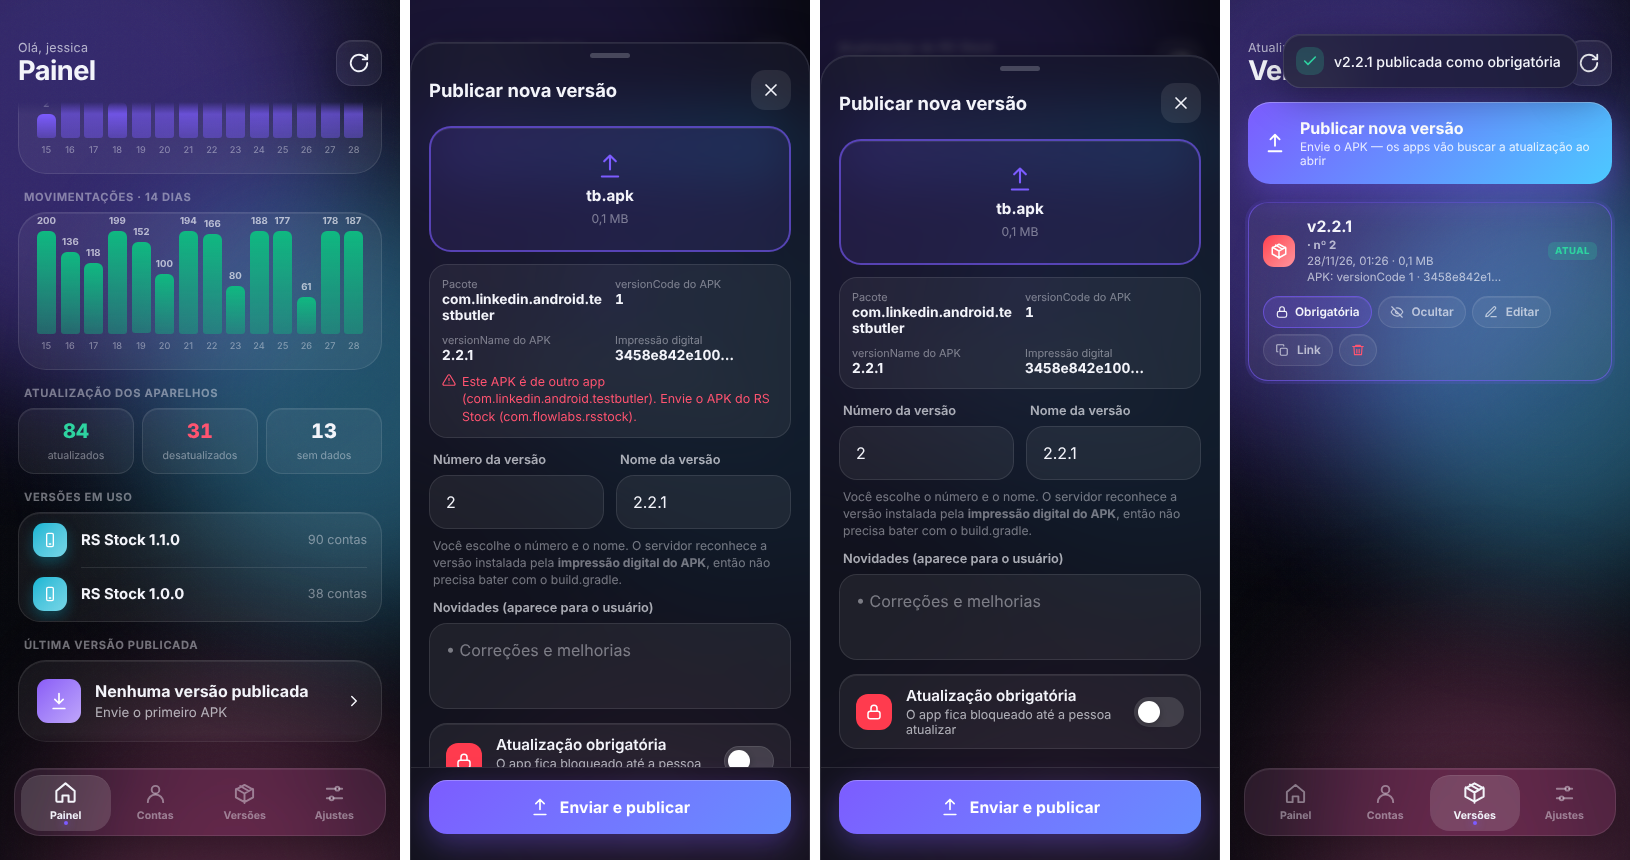 Olá, jessica
Painel
15 16 17 18 19 20 21 22 23 24 25 26 27 28
MOVIMENTAÇÕES · 14 DIAS
200 136 118 199 152 100 194 166 80 188 177 61 178 187
15 16 17 18 19 20 21 22 23 24 25 26 27 28
ATUALIZAÇÃO DOS APARELHOS
84 31 13
atualizados desatualizados sem dados
VERSÕES EM USO
RS Stock 1.1.0 90 contas
RS Stock 1.0.0 38 contas
ÚLTIMA VERSÃO PUBLICADA
Nenhuma versão publicada
Envie o primeiro APK
Painel Contas Versões Ajustes
Publicar nova versão
tb.apk
0,1 MB
Pacote versionCode do APK
com.linkedin.android.te 1
stbutler
versionName do APK Impressão digital
2.2.1 3458e842e100...
Este APK é de outro app
(com.linkedin.android.testbutler). Envie o APK do RS
Stock (com.flowlabs.rsstock).
Número da versão Nome da versão
2 2.2.1
Você escolhe o número e o nome. O servidor reconhece a
versão instalada pela impressão digital do APK, então não
precisa bater com o build.gradle.
Novidades (aparece para o usuário)
• Correções e melhorias
Atualização obrigatória
O app fica bloqueado até a pessoa
Enviar e publicar
Publicar nova versão
tb.apk
0,1 MB
Pacote versionCode do APK
com.linkedin.android.te 1
stbutler
versionName do APK Impressão digital
2.2.1 3458e842e100...
Número da versão Nome da versão
2 2.2.1
Você escolhe o número e o nome. O servidor reconhece a
versão instalada pela impressão digital do APK, então não
precisa bater com o build.gradle.
Novidades (aparece para o usuário)
• Correções e melhorias
Atualização obrigatória
O app fica bloqueado até a pessoa
atualizar
Enviar e publicar
v2.2.1 publicada como obrigatória
Publicar nova versão
Envie o APK — os apps vão buscar a atualização ao
abrir
v2.2.1
· nº 2
28/11/26, 01:26 · 0,1 MB
APK: versionCode 1 · 3458e842e1...
ATUAL
Obrigatória Ocultar Editar
Link
Painel Contas Versões Ajustes